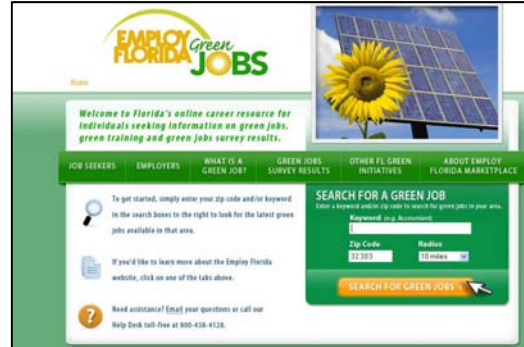 EMPLOY Green
FLORIDA JOBS
Home
Welcome to Florida's online career resource for
individuals seeking information on green jobs,
green training and green jobs survey results.
JOB SEEKERS
EMPLOYERS
WHAT IS A
GREEN JOB?
GREEN JOBS
SURVEY RESULTS
OTHER FL GREEN
INITIATIVES
ABOUT EMPLOY
FLORIDA MARKETPLACE
To get started, simply enter your zip code and/or keyword
in the search boxes to the right to look for the latest green
jobs available in that area.
If you'd like to learn more about the Employ Florida
website, click on one of the tabs above.
Need assistance? Email your questions or call our
Help Desk toll-free at 800-438-4128.
SEARCH FOR A GREEN JOB
Enter a keyword and/or zip code to search for green jobs in your area.
Keyword (e.g. Accountant)
Zip Code
Radius
32303
10 miles
SEARCH FOR GREEN JOBS